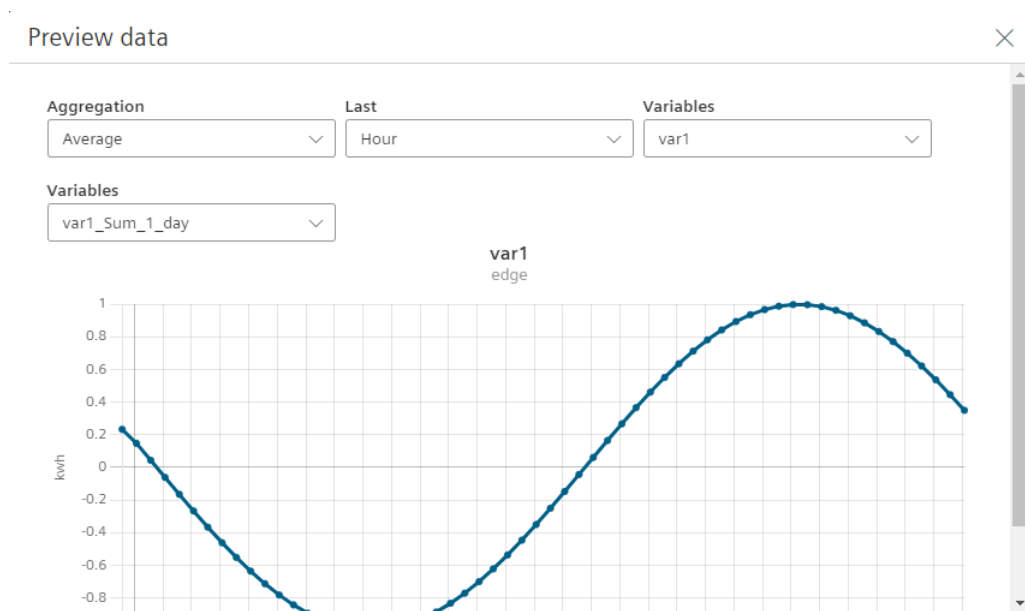 Preview data
Aggregation Last Variables
Average Hour var1
Variables
var1_Sum_1_day
var1
edge
1
0.8
0.6
0.4
0.2
0
-0.2
-0.4
-0.6
-0.8
kwh